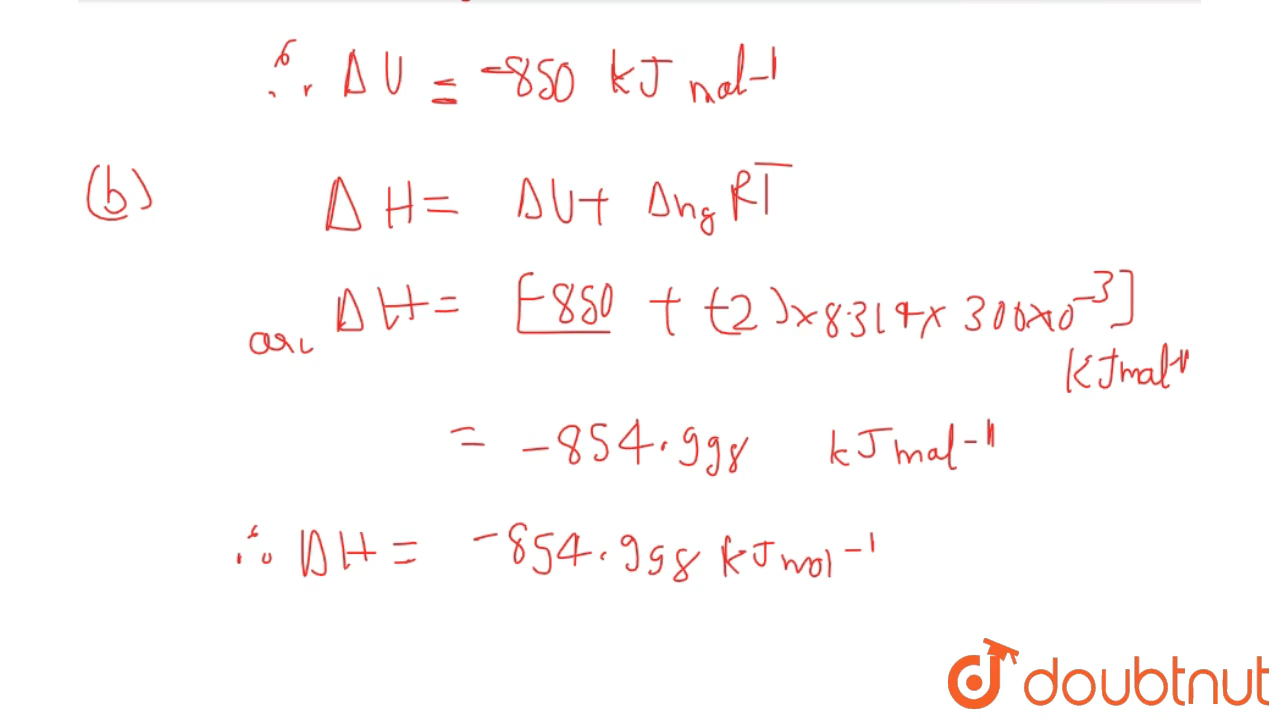 ∴ ΔU = -850 kJ mol-1
(b) ΔH = ΔU + Δng RT
ΔH = [-850 + (-2) × 8.314 × 300 × 10-3]
kJ mol-1
= -854.998 kJ mol-1
∴ ΔH = -854.998 kJ mol-1
doubtnut